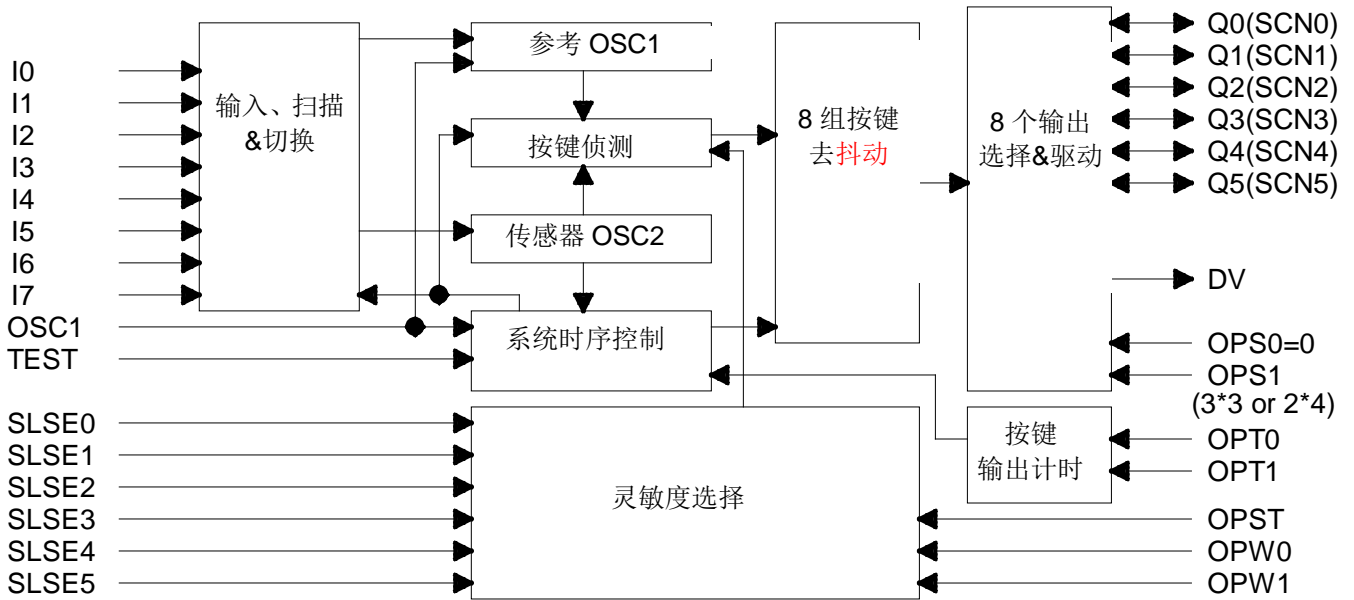 I0
I1
I2
I3
I4
I5
I6
I7
OSC1
TEST
SLSE0
SLSE1
SLSE2
SLSE3
SLSE4
SLSE5
输入、扫描
&切换
参考 OSC1
按键侦测
传感器 OSC2
系统时序控制
灵敏度选择
8 组按键
去抖动
8 个输出
选择&驱动
按键
输出计时
Q0(SCN0)
Q1(SCN1)
Q2(SCN2)
Q3(SCN3)
Q4(SCN4)
Q5(SCN5)
DV
OPS0=0
OPS1
(3*3 or 2*4)
OPT0
OPT1
OPST
OPW0
OPW1